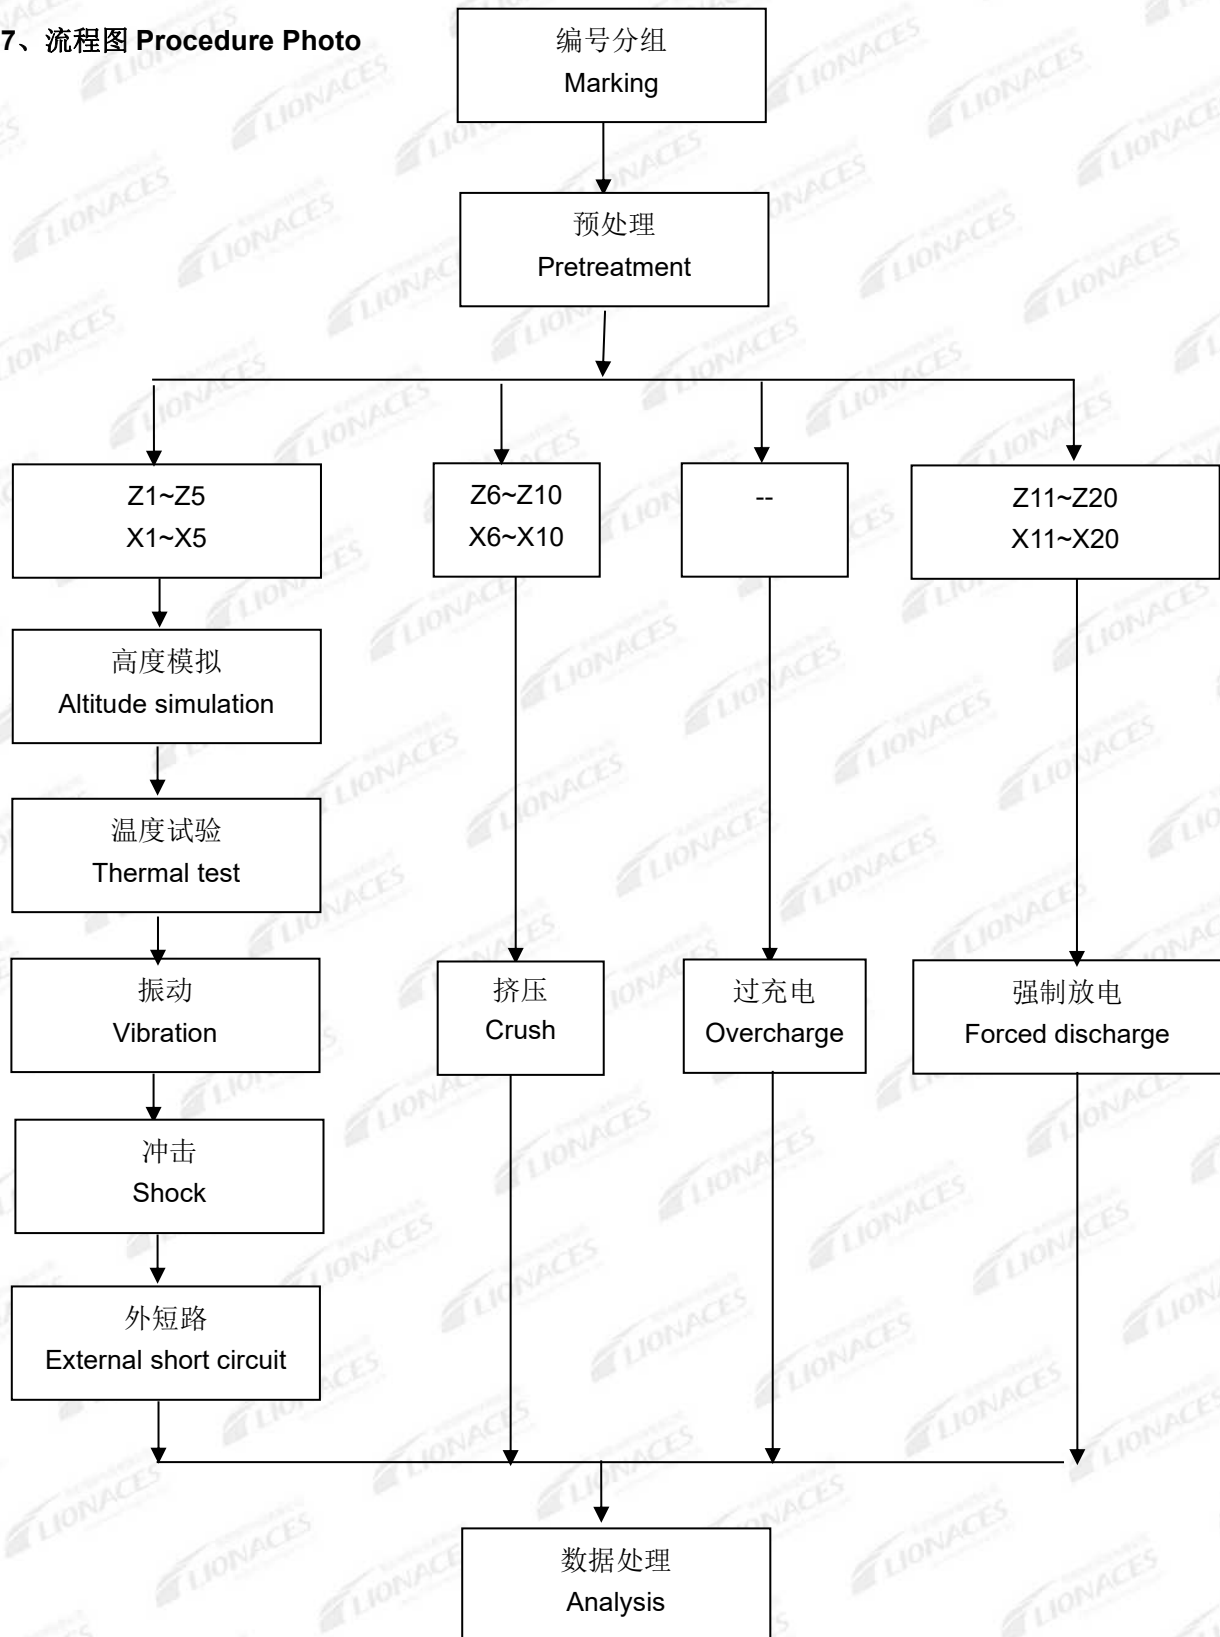 7、流程图 Procedure Photo
编号分组
Marking
预处理
Pretreatment
Z1~Z5
X1~X5
Z6~Z10
X6~X10
--
Z11~Z20
X11~X20
高度模拟
Altitude simulation
温度试验
Thermal test
振动
Vibration
挤压
Crush
过充电
Overcharge
强制放电
Forced discharge
冲击
Shock
外短路
External short circuit
数据处理
Analysis
LIONACES